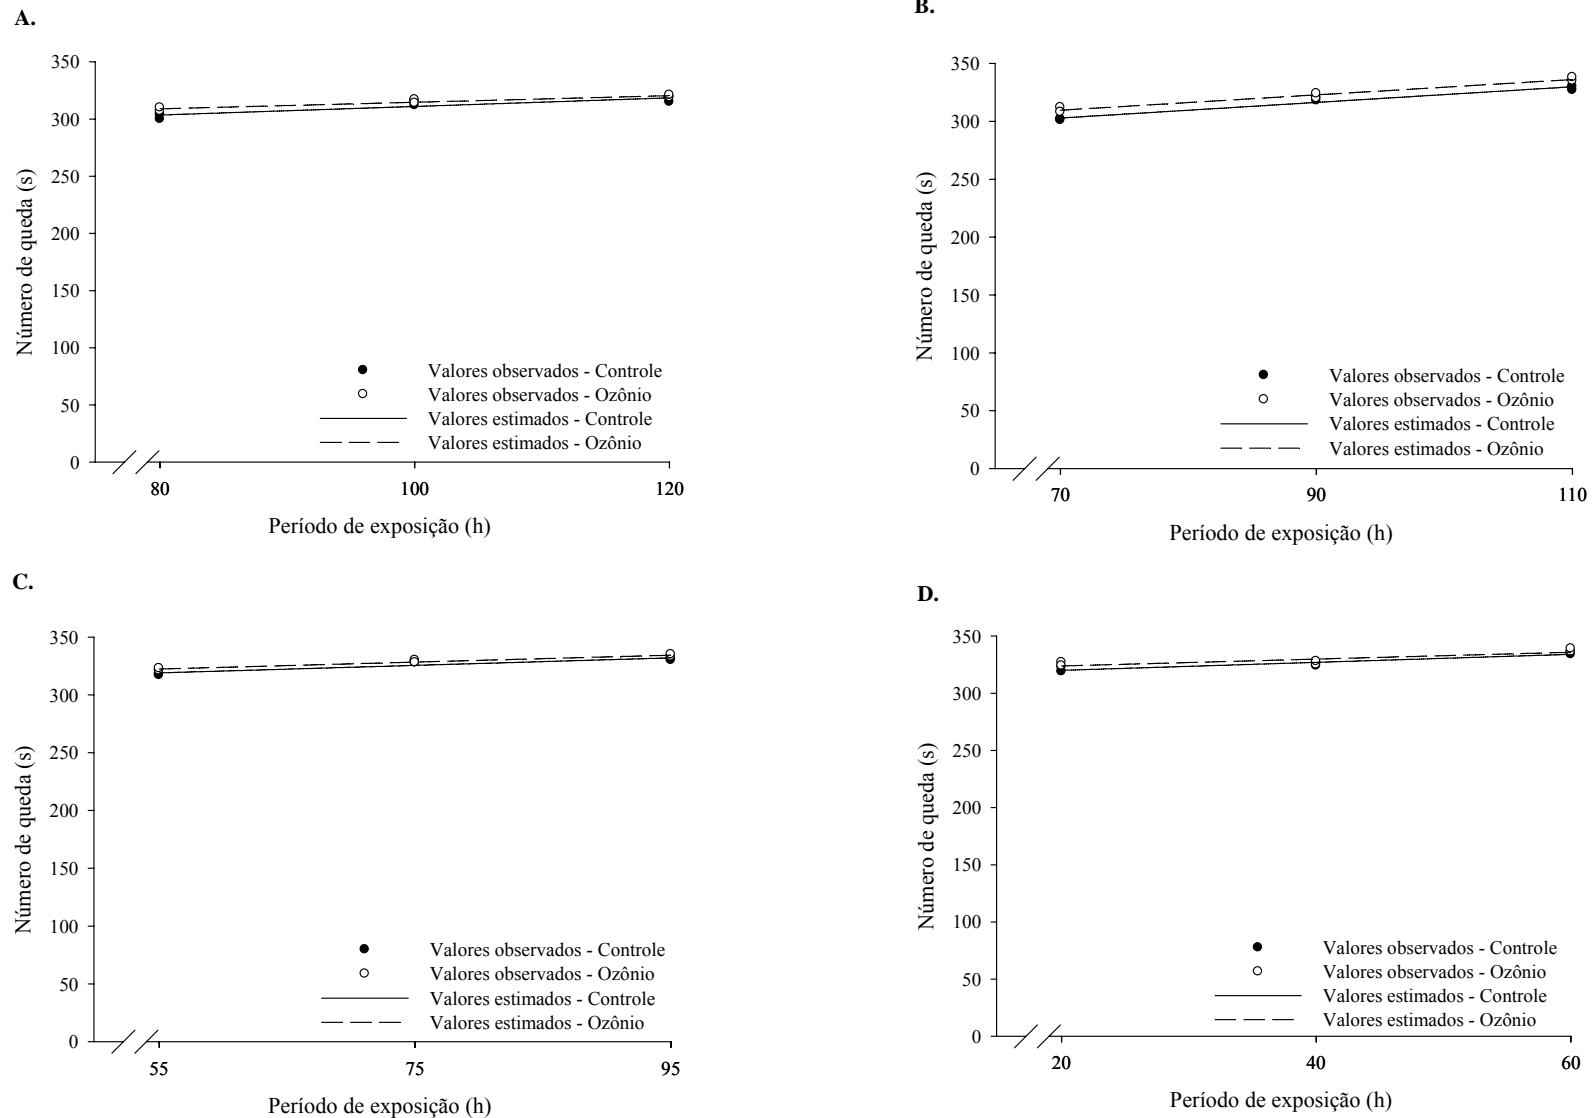 A.
350
300
250
200
150
100
50
0
Número de queda (s)
Valores observados - Controle
Valores observados - Ozônio
Valores estimados - Controle
Valores estimados - Ozônio
80 100 120
Período de exposição (h)
B.
350
300
250
200
150
100
50
0
Número de queda (s)
Valores observados - Controle
Valores observados - Ozônio
Valores estimados - Controle
Valores estimados - Ozônio
70 90 110
Período de exposição (h)
C.
350
300
250
200
150
100
50
0
Número de queda (s)
Valores observados - Controle
Valores observados - Ozônio
Valores estimados - Controle
Valores estimados - Ozônio
55 75 95
Período de exposição (h)
D.
350
300
250
200
150
100
50
0
Número de queda (s)
Valores observados - Controle
Valores observados - Ozônio
Valores estimados - Controle
Valores estimados - Ozônio
20 40 60
Período de exposição (h)